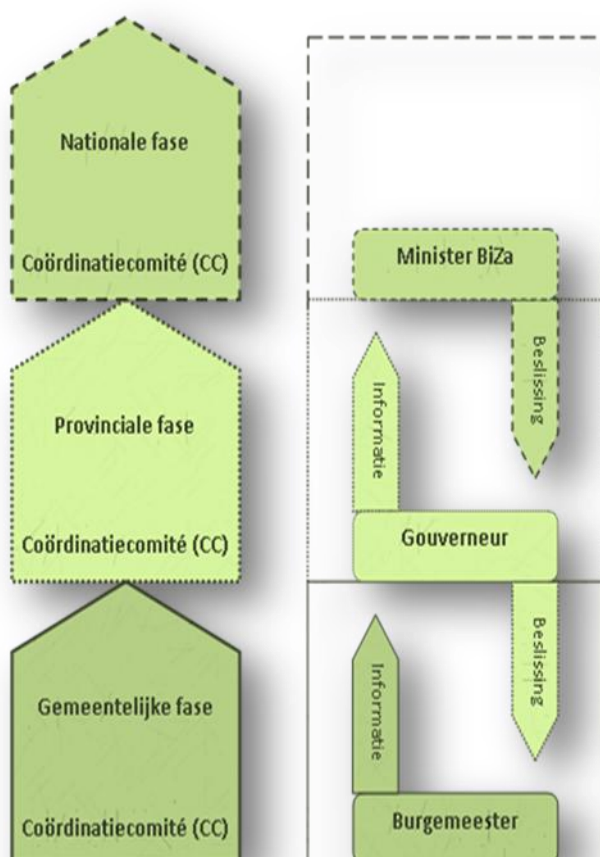 Nationale fase
Coördinatiecomité (CC)
Minister BiZa
Beslissing
Informatie
Provinciale fase
Coördinatiecomité (CC)
Gouverneur
Beslissing
Informatie
Gemeentelijke fase
Coördinatiecomité (CC)
Burgemeester